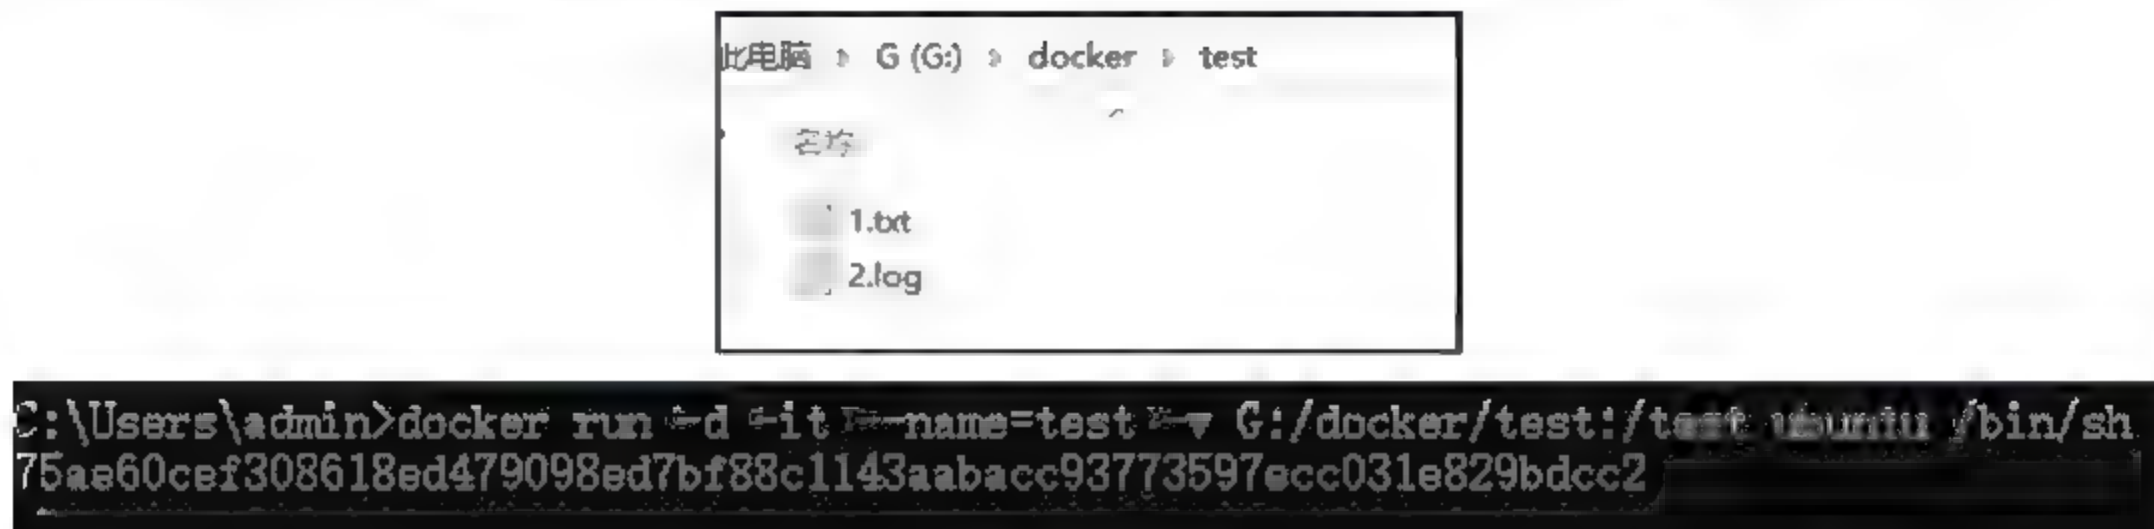 此电脑 › G (G:) › docker › test
名称
1.txt
2.log
C:\Users\admin>docker run -d -it --name=test -v G:/docker/test:/test ubuntu /bin/sh
75ae60cef308618ed479098ed7bf88c1143aabacc93773597ecc031e829bdcc2